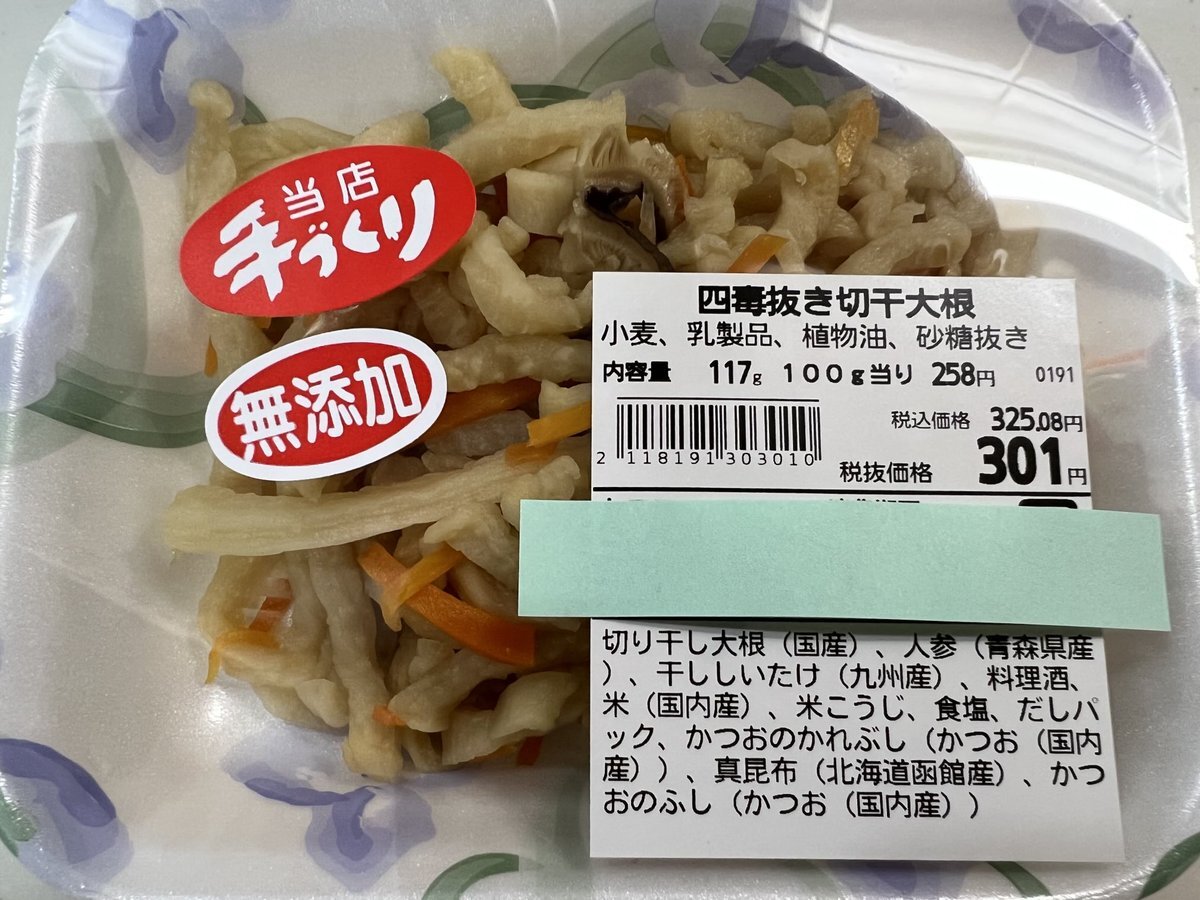 当店
手づくり
無添加
四毒抜き切干大根
小麦、乳製品、植物油、砂糖抜き
内容量 117g 100g当り 258円 0191
税込価格 325.08円
2 118191 303010
税抜価格 301円
切り干し大根（国産）、人参（青森県産
）、干ししいたけ（九州産）、料理酒、
米（国内産）、米こうじ、食塩、だしパ
ック、かつおのかれぶし（かつお（国内
産））、真昆布（北海道函館産）、かつ
おのふし（かつお（国内産））